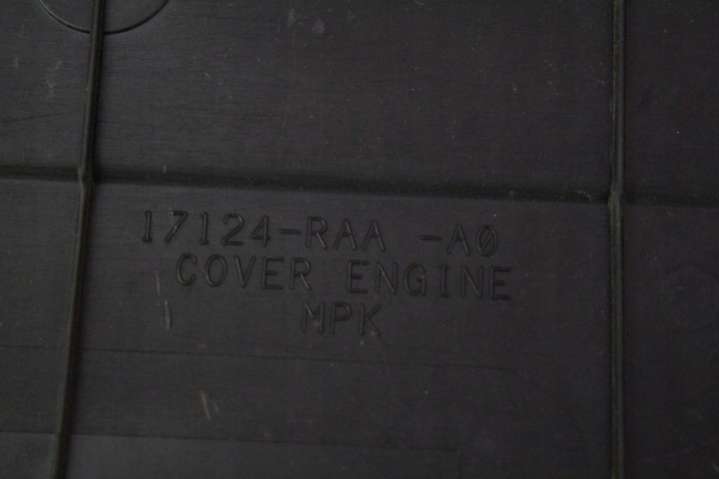 17124-RAA -A0
COVER ENGINE
MPK